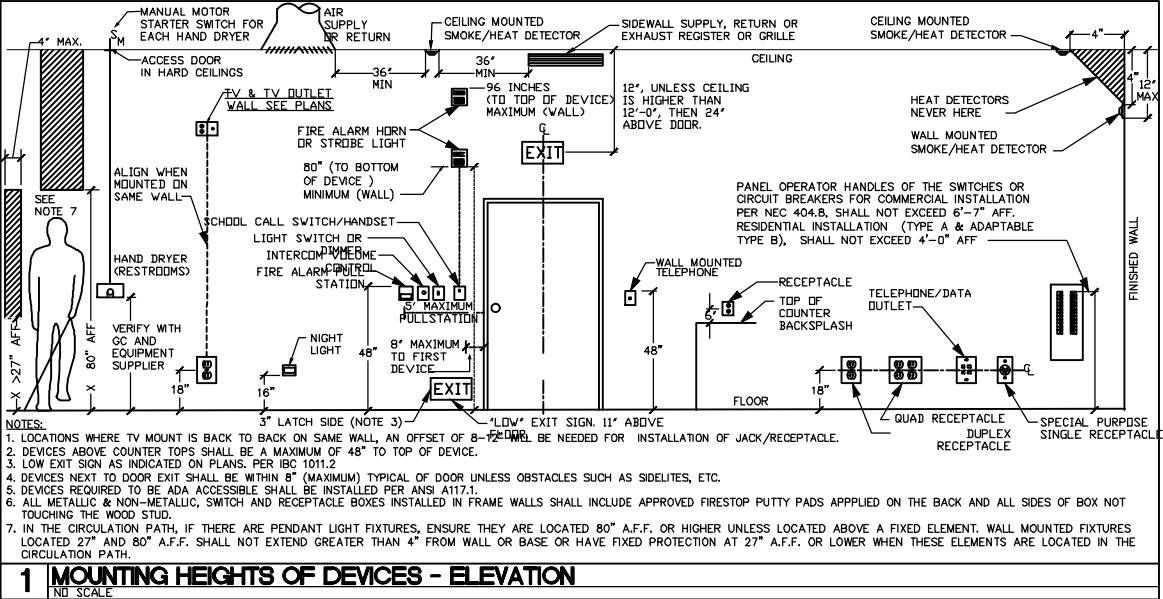 MANUAL MOTOR
STARTER SWITCH FOR
EACH HAND DRYER
S
M
ACCESS DOOR
IN HARD CEILINGS
4" MAX.
AIR
SUPPLY
OR RETURN
CEILING MOUNTED
SMOKE/HEAT DETECTOR
SIDEWALL SUPPLY, RETURN OR
EXHAUST REGISTER OR GRILLE
CEILING MOUNTED
SMOKE/HEAT DETECTOR
4"
36"
MIN
36"
MIN
CEILING
4"
12"
MAX
TV & TV OUTLET
WALL SEE PLANS
96 INCHES
(TO TOP OF DEVICE)
MAXIMUM (WALL)
12", UNLESS CEILING
IS HIGHER THAN
12'-0", THEN 24"
ABOVE DOOR.
HEAT DETECTORS
NEVER HERE
WALL MOUNTED
SMOKE/HEAT DETECTOR
FIRE ALARM HORN
OR STROBE LIGHT
CL
EXIT
80" (TO BOTTOM
OF DEVICE )
MINIMUM (WALL)
ALIGN WHEN
MOUNTED ON
SAME WALL
SEE
NOTE 7
PANEL OPERATOR HANDLES OF THE SWITCHES OR
CIRCUIT BREAKERS FOR COMMERCIAL INSTALLATION
PER NEC 404.8, SHALL NOT EXCEED 6'-7" AFF.
RESIDENTIAL INSTALLATION (TYPE A & ADAPTABLE
TYPE B), SHALL NOT EXCEED 4'-0" AFF
SCHOOL CALL SWITCH/HANDSET
LIGHT SWITCH OR
DIMMER
INTERCOM VOLUME
CONTROL
FIRE ALARM PULL
STATION
HAND DRYER
(RESTROOMS)
WALL MOUNTED
TELEPHONE
RECEPTACLE
TOP OF
COUNTER
BACKSPLASH
TELEPHONE/DATA
OUTLET
FINISHED WALL
5' MAXIMUM
PULLSTATION
6"
VERIFY WITH
GC AND
EQUIPMENT
SUPPLIER
NIGHT
LIGHT
48"
8" MAXIMUM
TO FIRST
DEVICE
48"
X >27" AFF
X 80" AFF
18"
16"
EXIT
18"
CL
FLOOR
3" LATCH SIDE (NOTE 3)
"LOW" EXIT SIGN. 11" ABOVE
FLOOR
QUAD RECEPTACLE
DUPLEX
RECEPTACLE
SPECIAL PURPOSE
SINGLE RECEPTACLE
NOTES:
1. LOCATIONS WHERE TV MOUNT IS BACK TO BACK ON SAME WALL, AN OFFSET OF 8-12" WILL BE NEEDED FOR INSTALLATION OF JACK/RECEPTACLE.
2. DEVICES ABOVE COUNTER TOPS SHALL BE A MAXIMUM OF 48" TO TOP OF DEVICE.
3. LOW EXIT SIGN AS INDICATED ON PLANS. PER IBC 1011.2
4. DEVICES NEXT TO DOOR EXIT SHALL BE WITHIN 8" (MAXIMUM) TYPICAL OF DOOR UNLESS OBSTACLES SUCH AS SIDELITES, ETC.
5. DEVICES REQUIRED TO BE ADA ACCESSIBLE SHALL BE INSTALLED PER ANSI A117.1.
6. ALL METALLIC & NON-METALLIC, SWITCH AND RECEPTACLE BOXES INSTALLED IN FRAME WALLS SHALL INCLUDE APPROVED FIRESTOP PUTTY PADS APPPLIED ON THE BACK AND ALL SIDES OF BOX NOT
TOUCHING THE WOOD STUD.
7. IN THE CIRCULATION PATH, IF THERE ARE PENDANT LIGHT FIXTURES, ENSURE THEY ARE LOCATED 80" A.F.F. OR HIGHER UNLESS LOCATED ABOVE A FIXED ELEMENT. WALL MOUNTED FIXTURES
LOCATED 27" AND 80" A.F.F. SHALL NOT EXTEND GREATER THAN 4" FROM WALL OR BASE OR HAVE FIXED PROTECTION AT 27" A.F.F. OR LOWER WHEN THESE ELEMENTS ARE LOCATED IN THE
CIRCULATION PATH.
1 MOUNTING HEIGHTS OF DEVICES - ELEVATION
NO SCALE